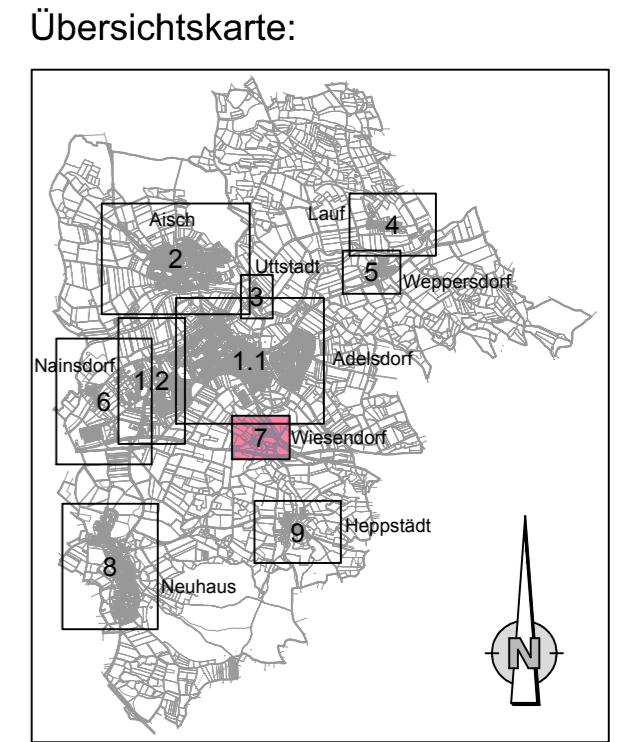 Übersichtskarte:
Aisch
2
Lauf
4
Uttstadt
3
5
Weppersdorf
Nainsdorf
1.2
1.1
Adelsdorf
6
7
Wiesendorf
9
Heppstädt
8
Neuhaus
N